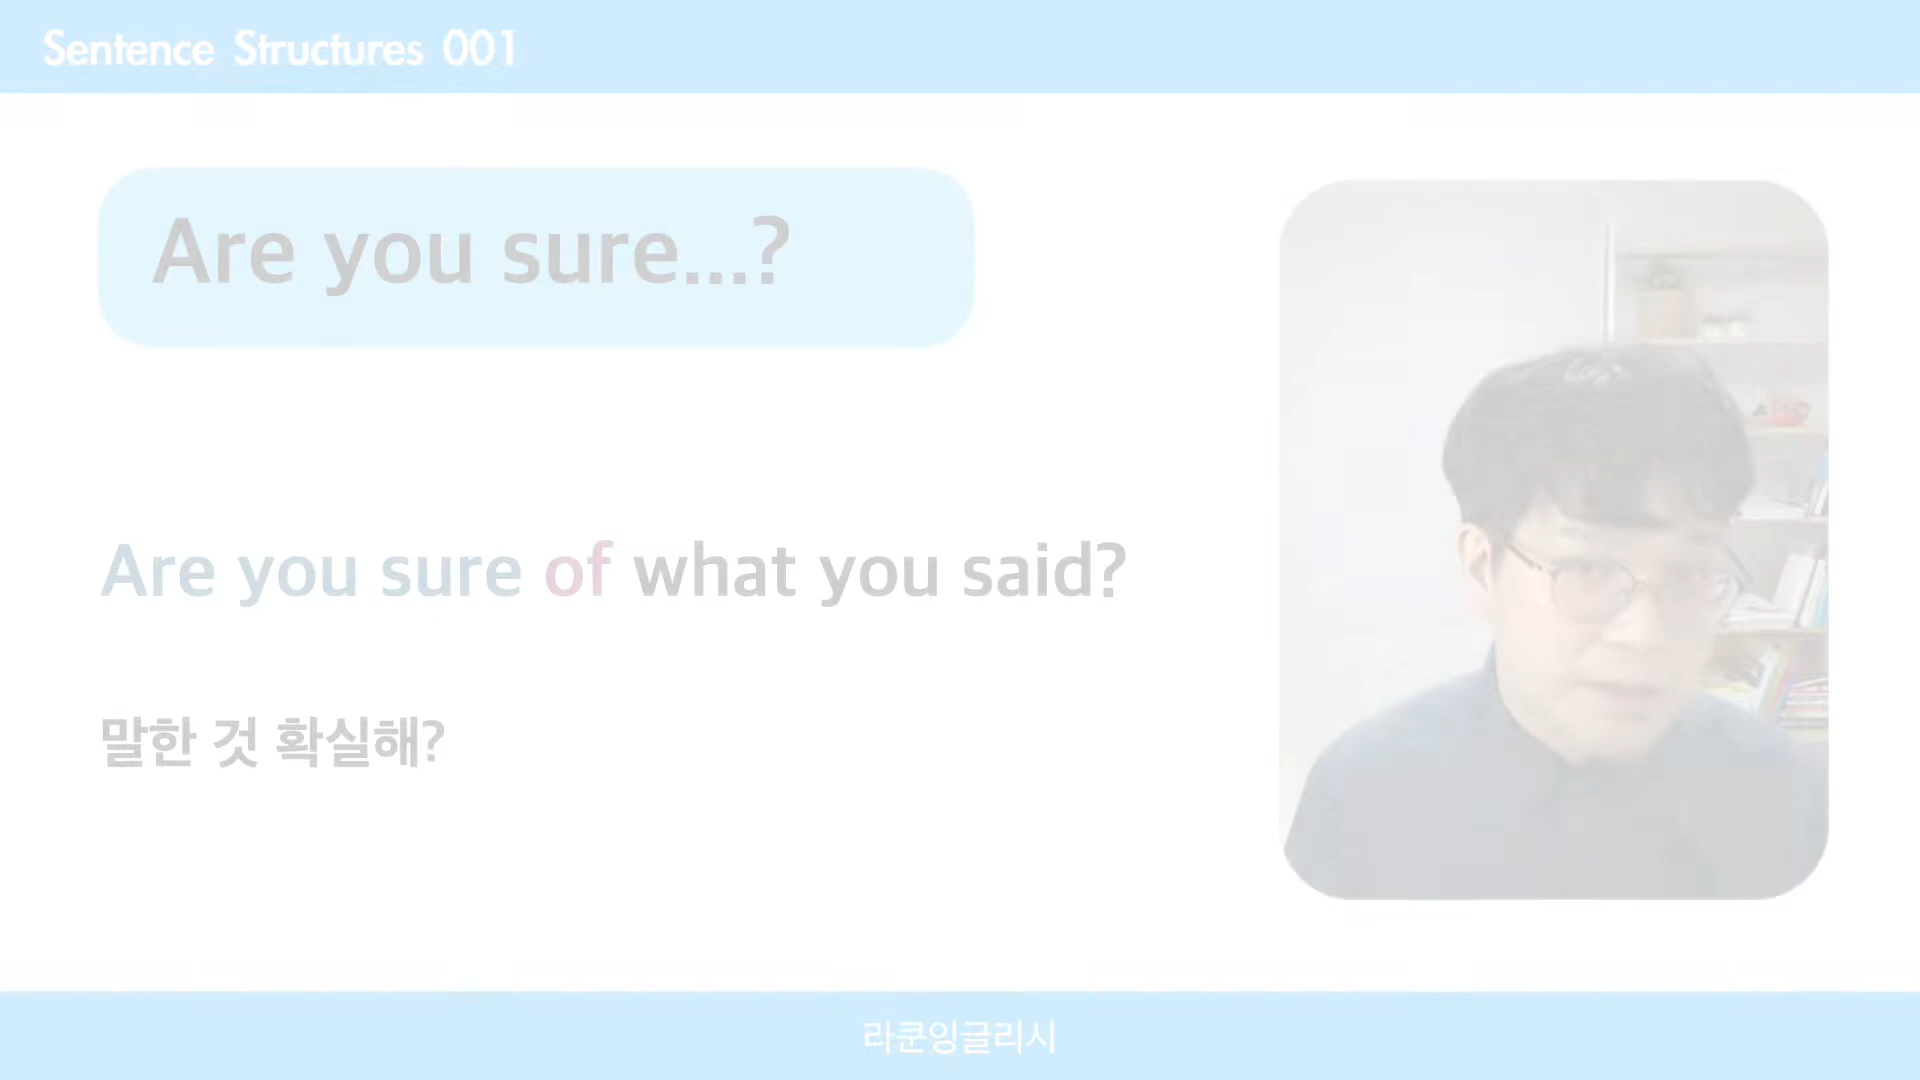 Sentence Structures 001
Are you sure...?
Are you sure of what you said?
말한 것 확실해?
라쿤잉글리시